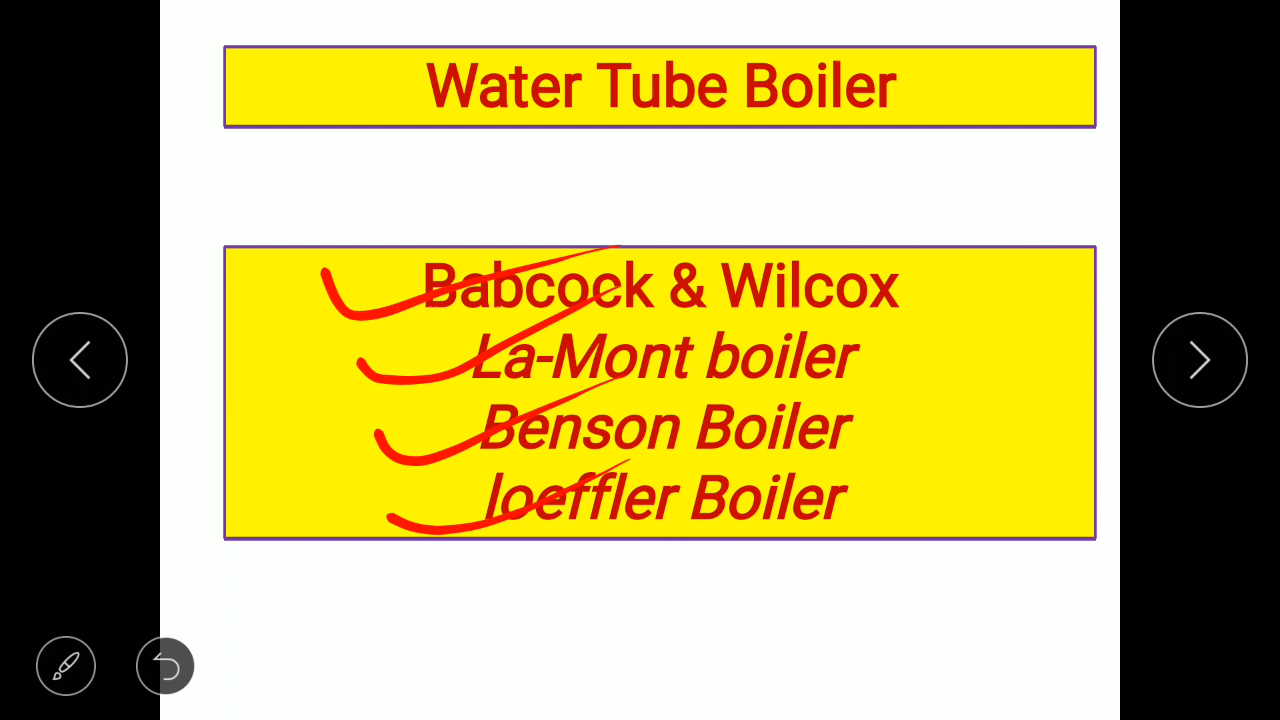 Water Tube Boiler
Babcock & Wilcox
La-Mont boiler
Benson Boiler
loeffler Boiler